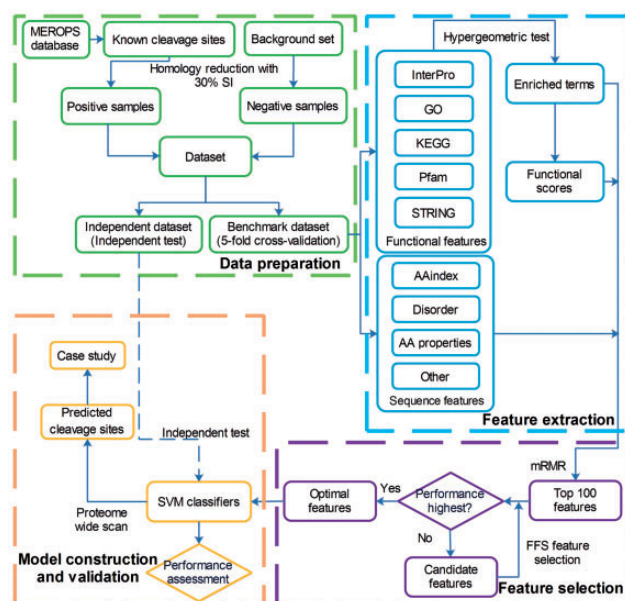 MEROPS
database
Known cleavage sites
Background set
Homology reduction with
30% SI
Positive samples
Negative samples
Dataset
Independent dataset
(Independent test)
Benchmark dataset
(5-fold cross-validation)
Data preparation
Hypergeometric test
InterPro
GO
KEGG
Pfam
STRING
Functional features
Enriched terms
Functional
scores
AAindex
Disorder
AA properties
Other
Sequence features
Feature extraction
mRMR
Top 100
features
Performance
highest?
Yes
No
Optimal
features
Candidate
features
FFS feature
selection
Feature selection
Case study
Predicted
cleavage sites
Independent test
Proteome
wide scan
SVM classifiers
Performance
assessment
Model construction
and validation